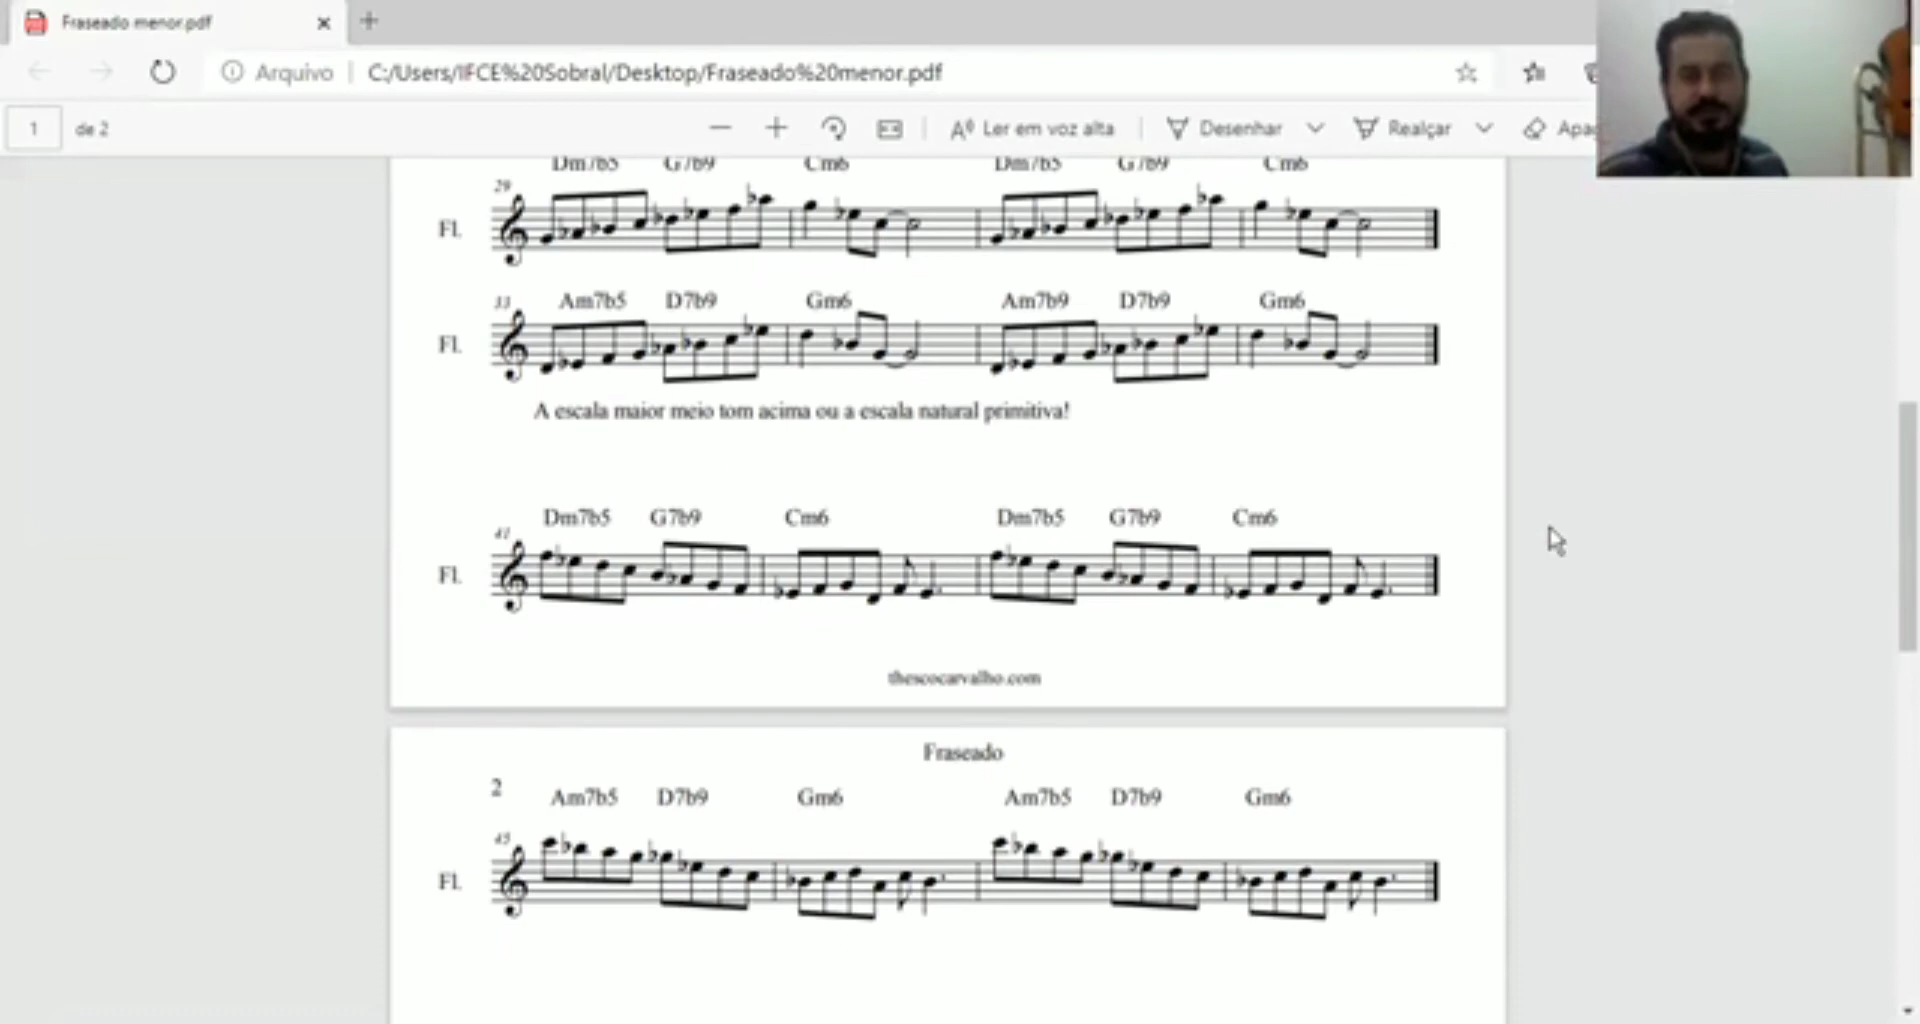 Fraseado menor.pdf
Arquivo | C:/Users/IFCE%20Sobral/Desktop/Fraseado%20menor.pdf
1 de 2 Ler em voz alta Desenhar Realçar
Dm7b5 G7b9 Cm6 Dm7b5 G7b9 Cm6
29
Fl.
Am7b5 D7b9 Gm6 Am7b9 D7b9 Gm6
33
Fl.
A escala maior meio tom acima ou a escala natural primitiva!
Dm7b5 G7b9 Cm6 Dm7b5 G7b9 Cm6
41
Fl.
thescocarvalho.com
Fraseado
2
Am7b5 D7b9 Gm6 Am7b5 D7b9 Gm6
45
Fl.